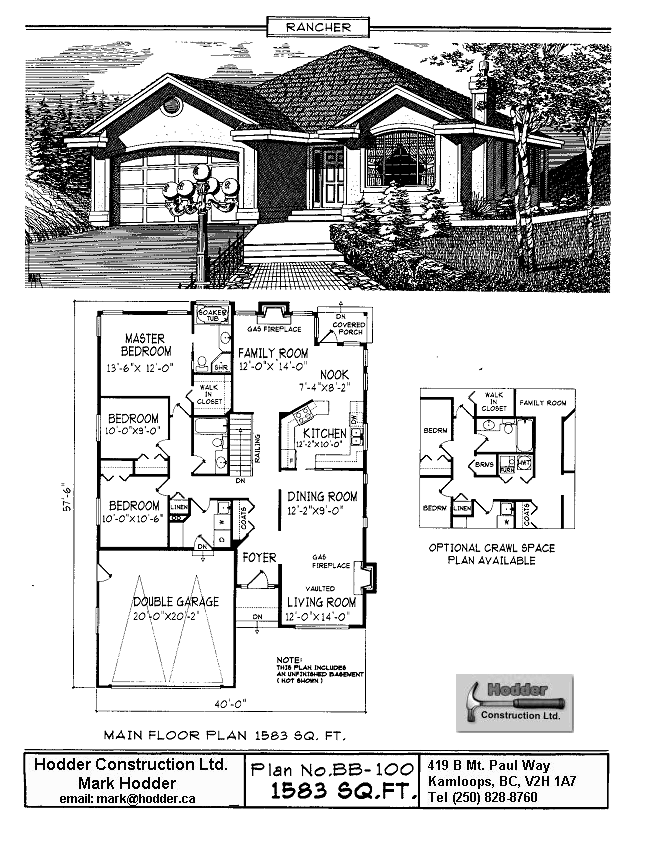 RANCHER
SOAKER
TUB
MASTER
BEDROOM
13'-6" X 12'-0"
SHR
GAS FIREPLACE
DN
COVERED
PORCH
FAMILY ROOM
12'-0" X 14'-0"
NOOK
7'-4"X8'-2"
WALK
IN
CLOSET
BEDROOM
10'-0"X9'-0"
RAILING
DN
KITCHEN
12'-2"X10'-0"
DW
F
BEDROOM
10'-0"X10'-6"
LINEN
W
D
DN
COATS
DINING ROOM
12'-2"X9'-0"
FOYER
GAS
FIREPLACE
VAULTED
LIVING ROOM
12'-0"X14'-0"
DN
DOUBLE GARAGE
20'-0"X20'-2"
57'-6"
40'-0"
NOTE:
THIS PLAN INCLUDES
AN UNFINISHED BASEMENT
( NOT SHOWN )
WALK
IN
CLOSET
FAMILY ROOM
BEDRM
BRMS
FURN
HWT
BEDRM
LINEN
W
COATS
OPTIONAL CRAWL SPACE
PLAN AVAILABLE
MAIN FLOOR PLAN 1583 SQ. FT.
Hodder
Construction Ltd.
Hodder Construction Ltd.
Mark Hodder
email: mark@hodder.ca
Plan No.BB-100
1583 SQ.FT.
419 B Mt. Paul Way
Kamloops, BC, V2H 1A7
Tel (250) 828-8760